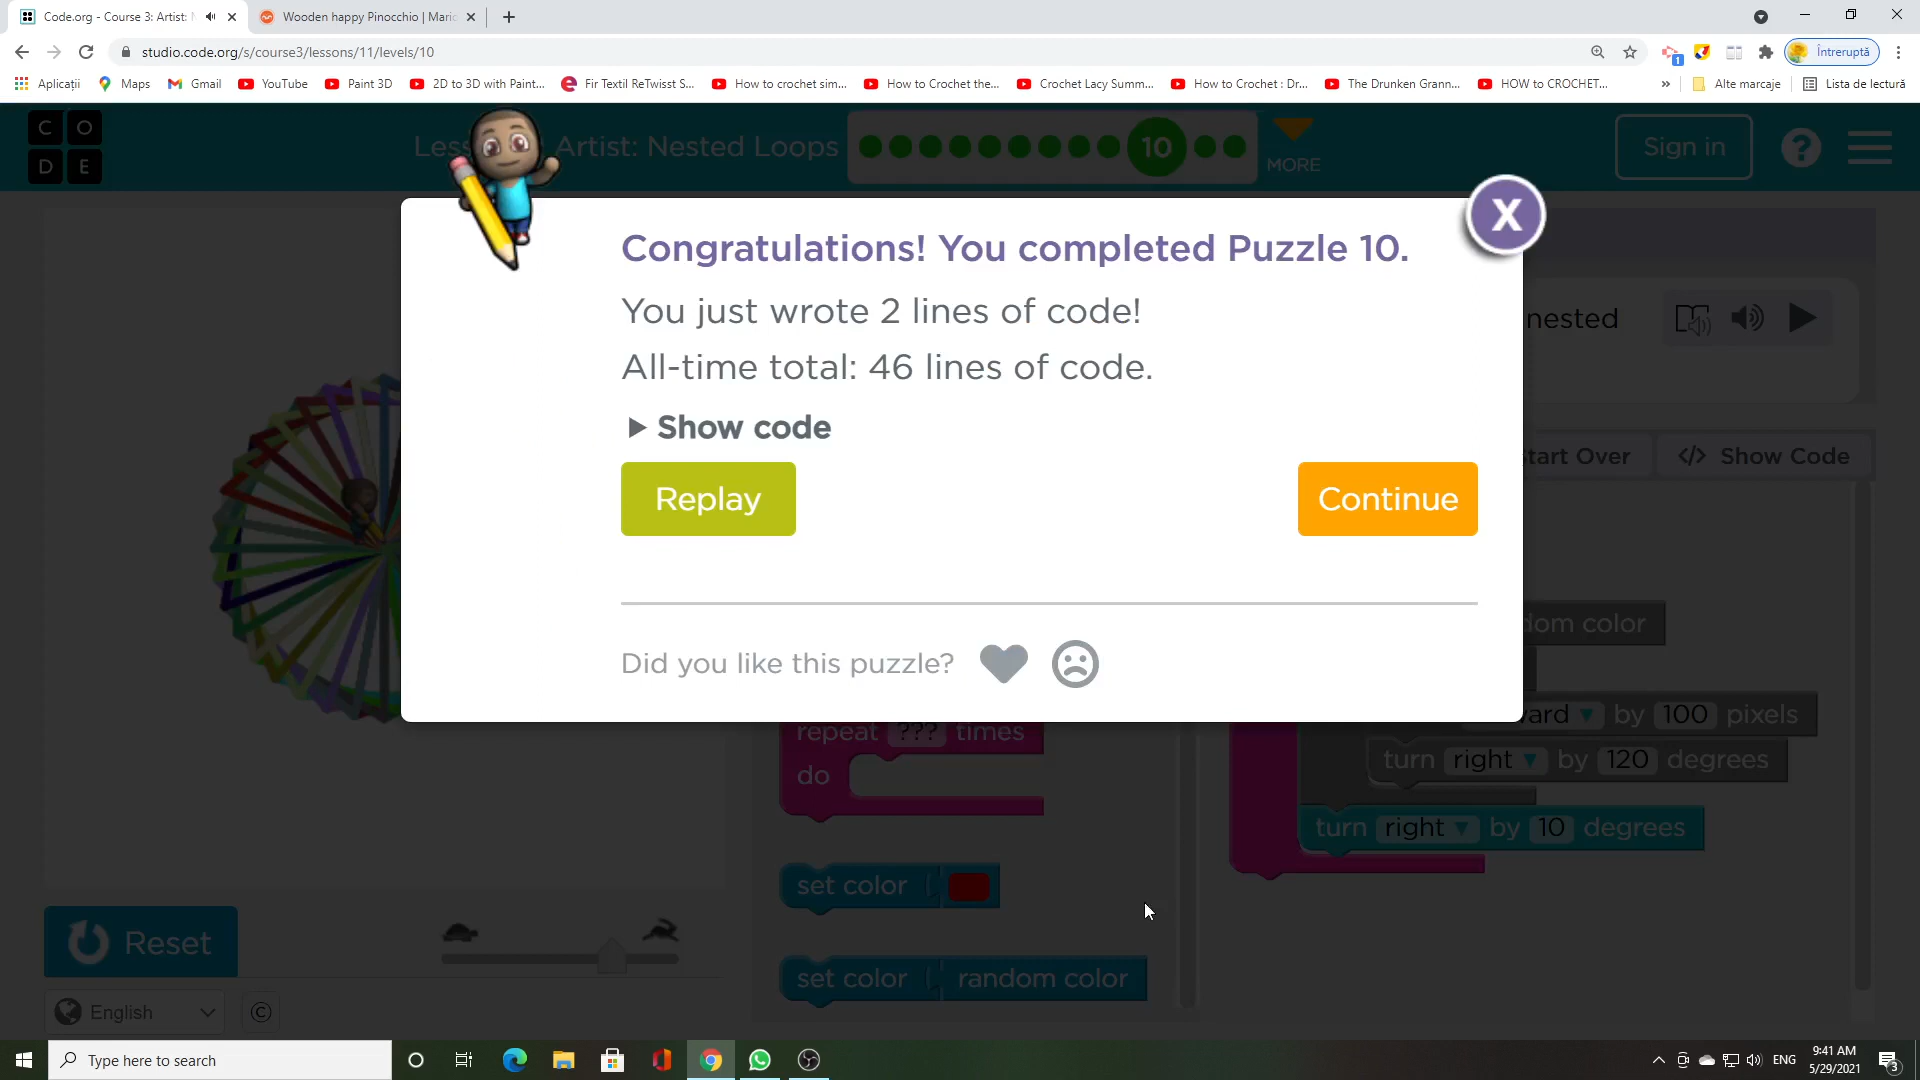 Code.org - Course 3: Artist: N
Wooden happy Pinocchio | Mario
studio.code.org/s/course3/lessons/11/levels/10
1
Întreruptă
Aplicații
Maps
Gmail
YouTube
Paint 3D
2D to 3D with Paint...
Fir Textil ReTwisst S...
How to crochet sim...
How to Crochet the...
Crochet Lacy Summ...
How to Crochet : Dr...
The Drunken Grann...
HOW to CROCHET...
»
Alte marcaje
Lista de lectură
C O
D E
Less
Artist: Nested Loops
10
MORE
Sign in
?
X
Congratulations! You completed Puzzle 10.
You just wrote 2 lines of code!
All-time total: 46 lines of code.
Show code
Replay
Continue
Did you like this puzzle?
nested
tart Over
</> Show Code
dom color
repeat ??? times
do
ward by 100 pixels
turn right by 120 degrees
turn right by 10 degrees
set color
set color random color
Reset
English
©
Type here to search
ENG
9:41 AM
5/29/2021
3